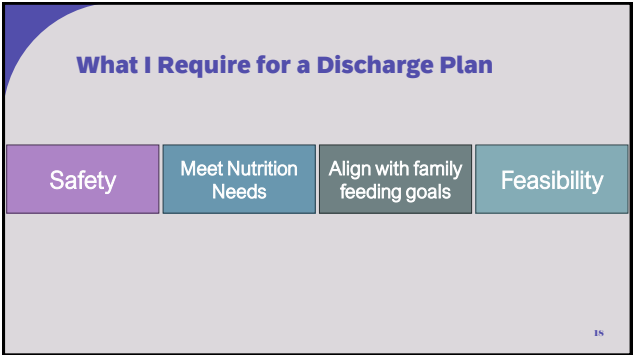 What I Require for a Discharge Plan
Safety
Meet Nutrition
Needs
Align with family
feeding goals
Feasibility
18